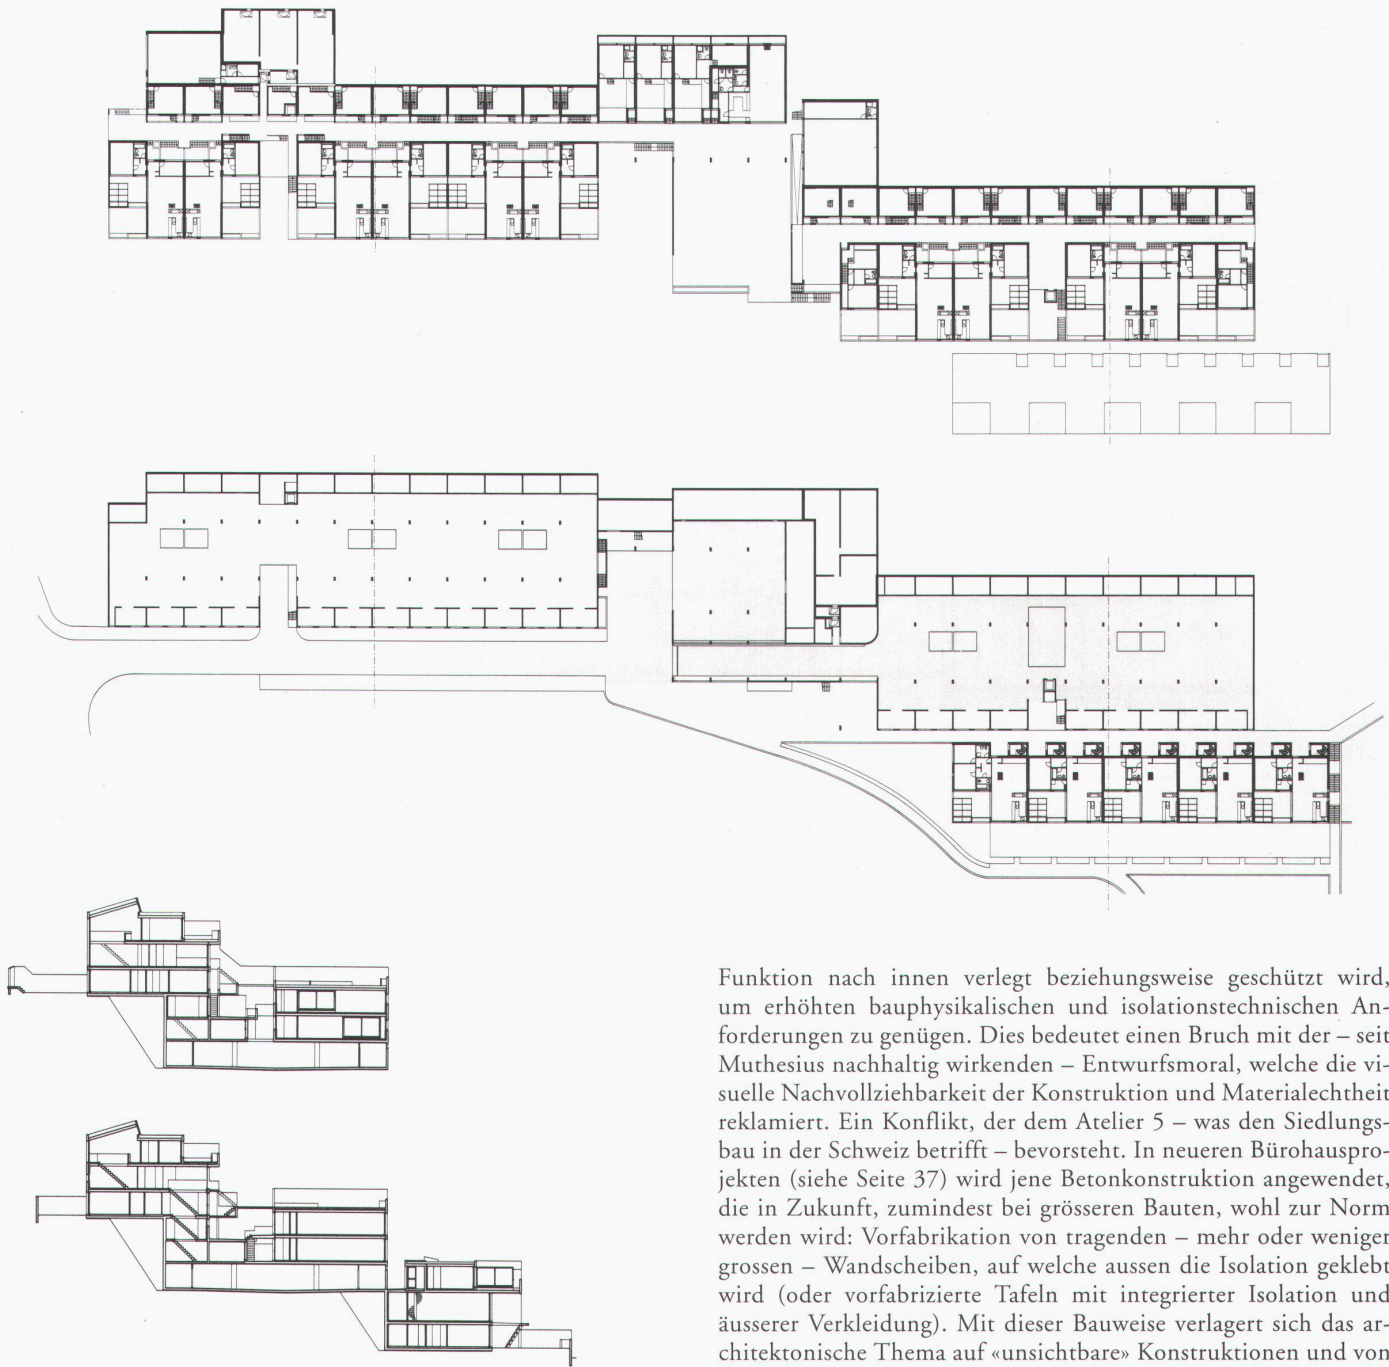 Funktion nach innen verlegt beziehungsweise geschützt wird,
um erhöhten bauphysikalischen und isolationstechnischen An-
forderungen zu genügen. Dies bedeutet einen Bruch mit der – seit
Muthesius nachhaltig wirkenden – Entwurfsmoral, welche die vi-
suelle Nachvollziehbarkeit der Konstruktion und Materialechtheit
reklamiert. Ein Konflikt, der dem Atelier 5 – was den Siedlungs-
bau in der Schweiz betrifft – bevorsteht. In neueren Bürohauspro-
jekten (siehe Seite 37) wird jene Betonkonstruktion angewendet,
die in Zukunft, zumindest bei grösseren Bauten, wohl zur Norm
werden wird: Vorfabrikation von tragenden – mehr oder weniger
grossen – Wandscheiben, auf welche aussen die Isolation geklebt
wird (oder vorfabrizierte Tafeln mit integrierter Isolation und
äusserer Verkleidung). Mit dieser Bauweise verlagert sich das ar-
chitektonische Thema auf «unsichtbare» Konstruktionen und von